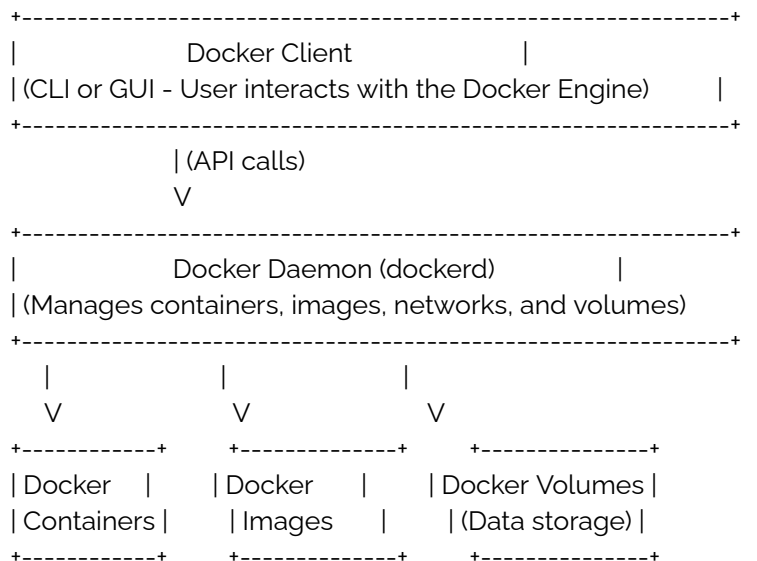 +----------------------------------------------------------------+
|                        Docker Client                        |
| (CLI or GUI - User interacts with the Docker Engine)          |
+----------------------------------------------------------------+
                       | (API calls)
                       V
+----------------------------------------------------------------+
|                      Docker Daemon (dockerd)                 |
| (Manages containers, images, networks, and volumes)
+----------------------------------------------------------------+
     |                        |                         |
     V                        V                         V
+------------+         +--------------+         +---------------+
| Docker     |         | Docker       |         | Docker Volumes |
| Containers |         | Images       |         | (Data storage) |
+------------+         +--------------+         +---------------+